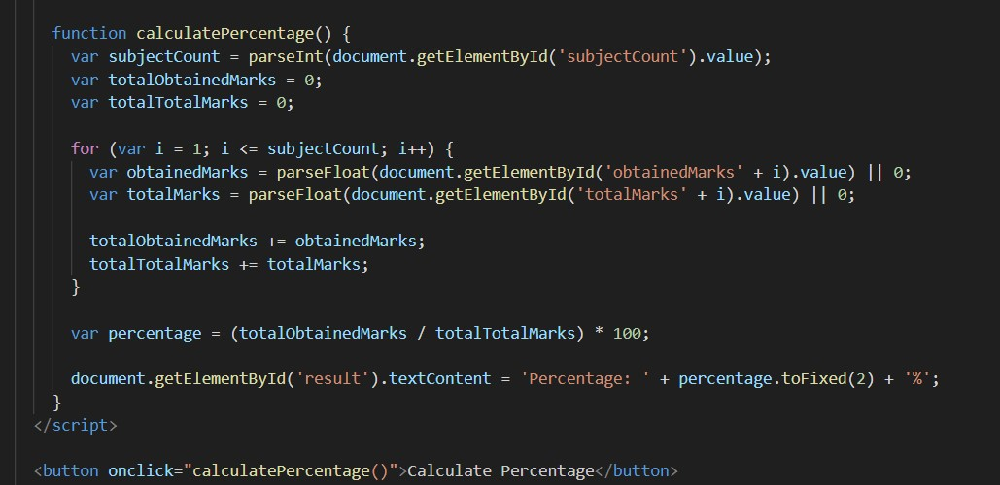 function calculatePercentage() {
var subjectCount = parseInt(document.getElementById('subjectCount').value);
var totalObtainedMarks = 0;
var totalTotalMarks = 0;
for (var i = 1; i <= subjectCount; i++) {
var obtainedMarks = parseFloat(document.getElementById('obtainedMarks' + i).value) || 0;
var totalMarks = parseFloat(document.getElementById('totalMarks' + i).value) || 0;
totalObtainedMarks += obtainedMarks;
totalTotalMarks += totalMarks;
}
var percentage = (totalObtainedMarks / totalTotalMarks) * 100;
document.getElementById('result').textContent = 'Percentage: ' + percentage.toFixed(2) + '%';
}
</script>
<button onclick="calculatePercentage()">Calculate Percentage</button>